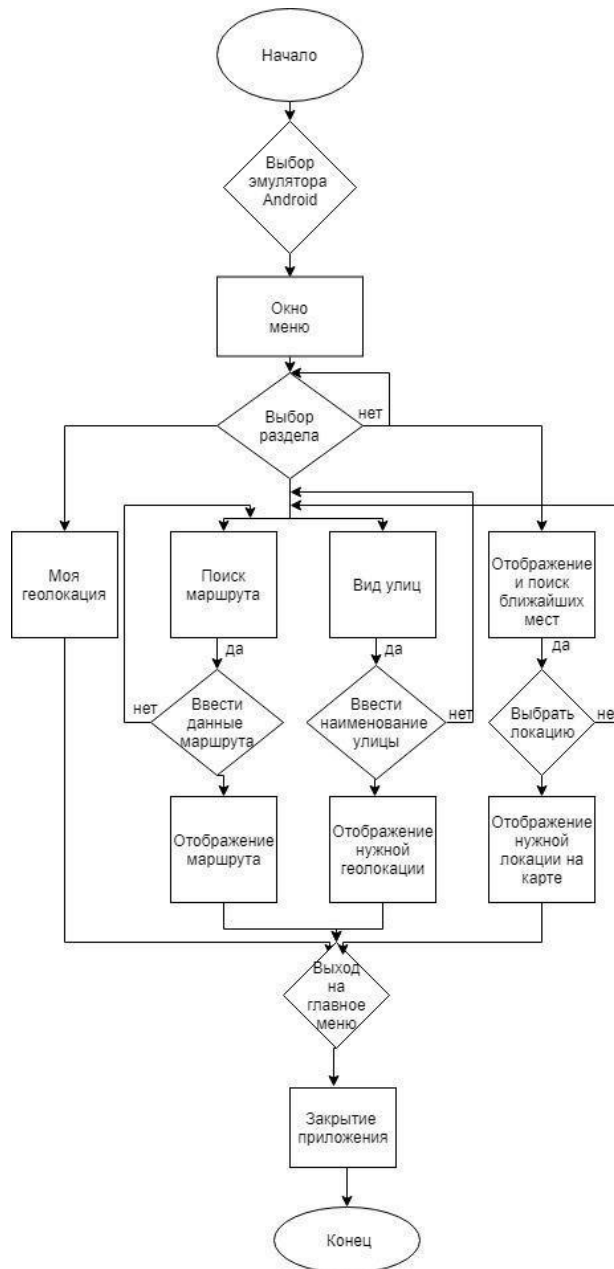 Начало
Выбор
эмулятора
Android
Окно
меню
Выбор
раздела
нет
Моя
геолокация
Поиск
маршрута
Вид улиц
Отображение
и поиск
ближайших
мест
да
да
да
нет
Ввести
данные
маршрута
Ввести
наименование
улицы
нет
Выбрать
локацию
не
Отображение
маршрута
Отображение
нужной
геолокации
Отображение
нужной
локации на
карте
Выход
на
главное
меню
Закрытие
приложения
Конец